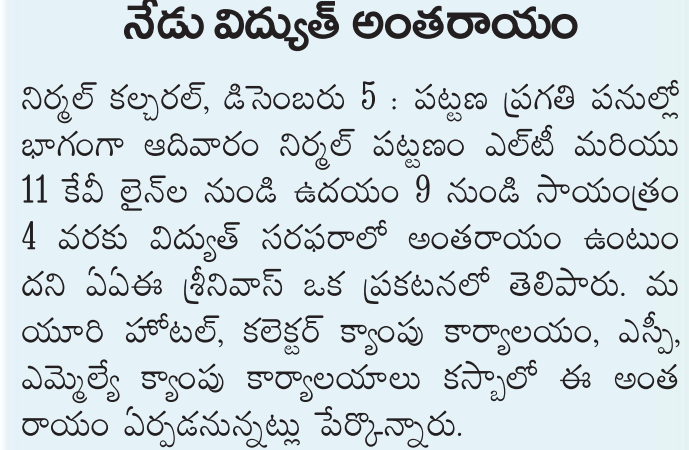 నేడు విద్యుత్ అంతరాయం
నిర్మల్ కల్చరల్, డిసెంబరు 5 : పట్టణ ప్రగతి పనుల్లో
భాగంగా ఆదివారం నిర్మల్ పట్టణం ఎల్‌టీ మరియు
11 కేవీ లైన్‌ల నుండి ఉదయం 9 నుండి సాయంత్రం
4 వరకు విద్యుత్ సరఫరాలో అంతరాయం ఉంటుం
దని ఏఏఈ శ్రీనివాస్ ఒక ప్రకటనలో తెలిపారు. మ
యూరి హోటల్, కలెక్టర్ క్యాంపు కార్యాలయం, ఎస్పీ,
ఎమ్మెల్యే క్యాంపు కార్యాలయాలు కస్బాలో ఈ అంత
రాయం ఏర్పడనున్నట్లు పేర్కొన్నారు.